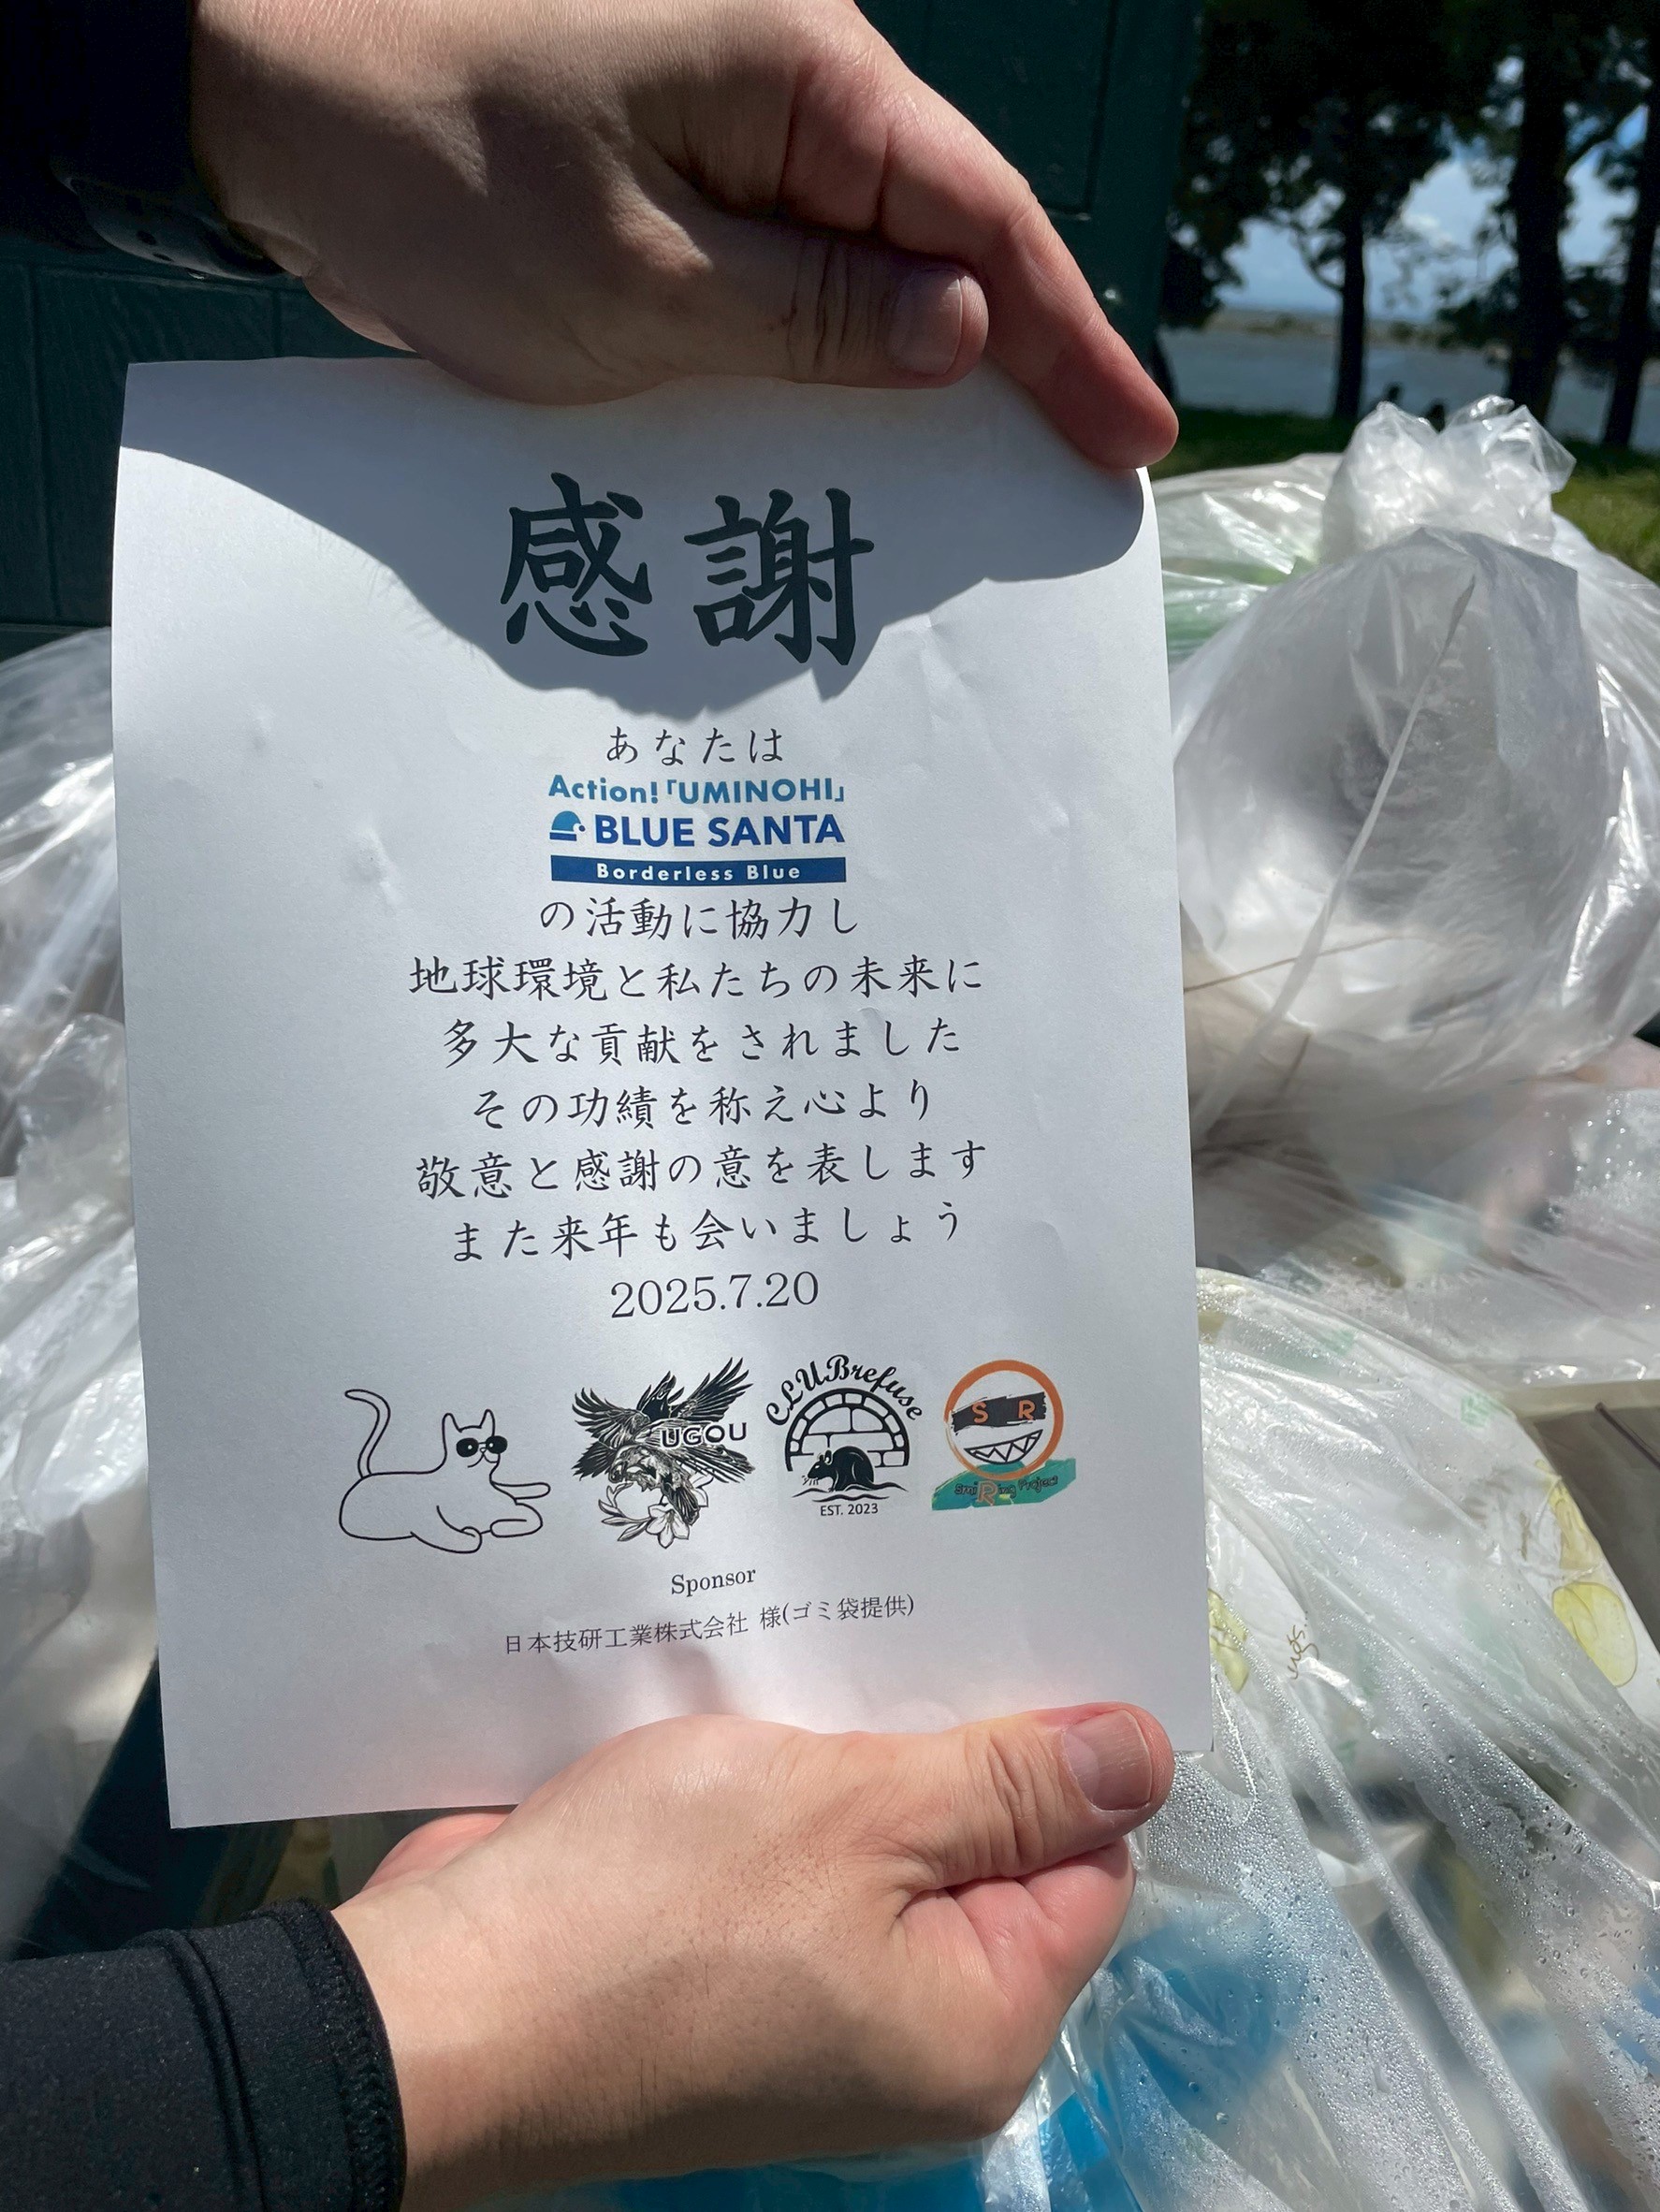 感謝
あなたは
Action!「UMINOHI」
BLUE SANTA
Borderless Blue
の活動に協力し
地球環境と私たちの未来に
多大な貢献をされました
その功績を称え心より
敬意と感謝の意を表します
また来年も会いましょう
2025.7.20
UGOU
CLUBrefuse
EST. 2023
S R
SmiRing Project
Sponsor
日本技研工業株式会社 様(ゴミ袋提供)